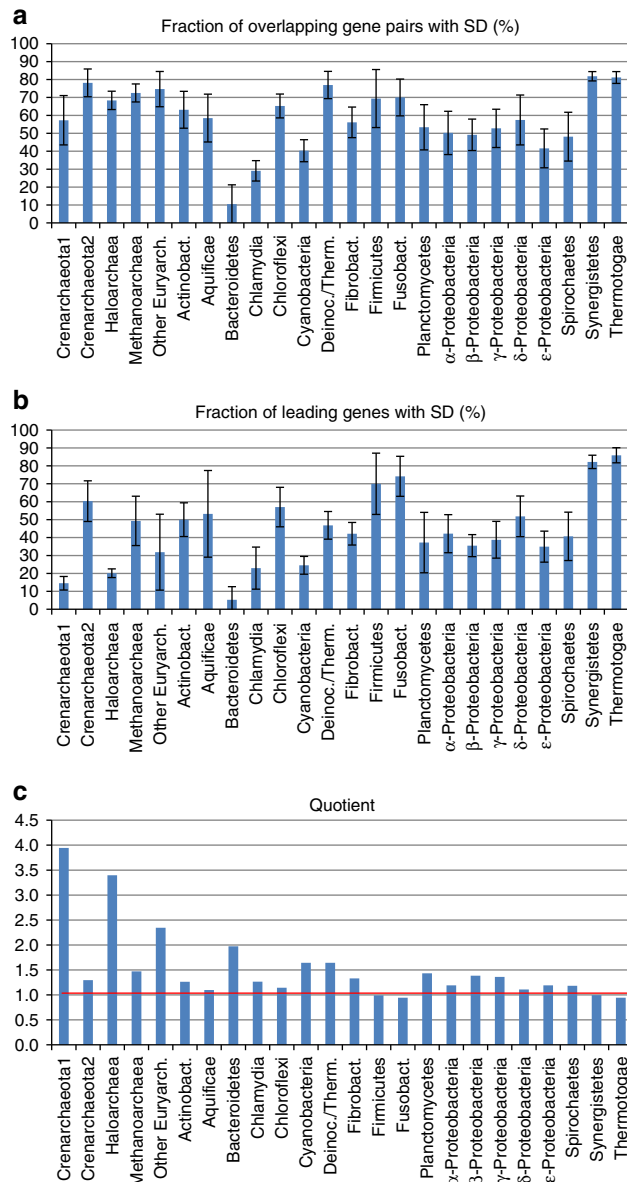 a
Fraction of overlapping gene pairs with SD (%)
100
90
80
70
60
50
40
30
20
10
0
Crenarchaeota1
Crenarchaeota2
Haloarchaea
Methanoarchaea
Other Euryarch.
Actinobact.
Aquificae
Bacteroidetes
Chlamydia
Chloroflexi
Cyanobacteria
Deinoc./Therm.
Fibrobact.
Firmicutes
Fusobact.
Planctomycetes
α-Proteobacteria
β-Proteobacteria
γ-Proteobacteria
δ-Proteobacteria
ε-Proteobacteria
Spirochaetes
Synergistetes
Thermotogae
b
Fraction of leading genes with SD (%)
100
90
80
70
60
50
40
30
20
10
0
Crenarchaeota1
Crenarchaeota2
Haloarchaea
Methanoarchaea
Other Euryarch.
Actinobact.
Aquificae
Bacteroidetes
Chlamydia
Chloroflexi
Cyanobacteria
Deinoc./Therm.
Fibrobact.
Firmicutes
Fusobact.
Planctomycetes
α-Proteobacteria
β-Proteobacteria
γ-Proteobacteria
δ-Proteobacteria
ε-Proteobacteria
Spirochaetes
Synergistetes
Thermotogae
c
Quotient
4.5
4.0
3.5
3.0
2.5
2.0
1.5
1.0
0.5
0.0
Crenarchaeota1
Crenarchaeota2
Haloarchaea
Methanoarchaea
Other Euryarch.
Actinobact.
Aquificae
Bacteroidetes
Chlamydia
Chloroflexi
Cyanobacteria
Deinoc./Therm.
Fibrobact.
Firmicutes
Fusobact.
Planctomycetes
α-Proteobacteria
β-Proteobacteria
γ-Proteobacteria
δ-Proteobacteria
ε-Proteobacteria
Spirochaetes
Synergistetes
Thermotogae